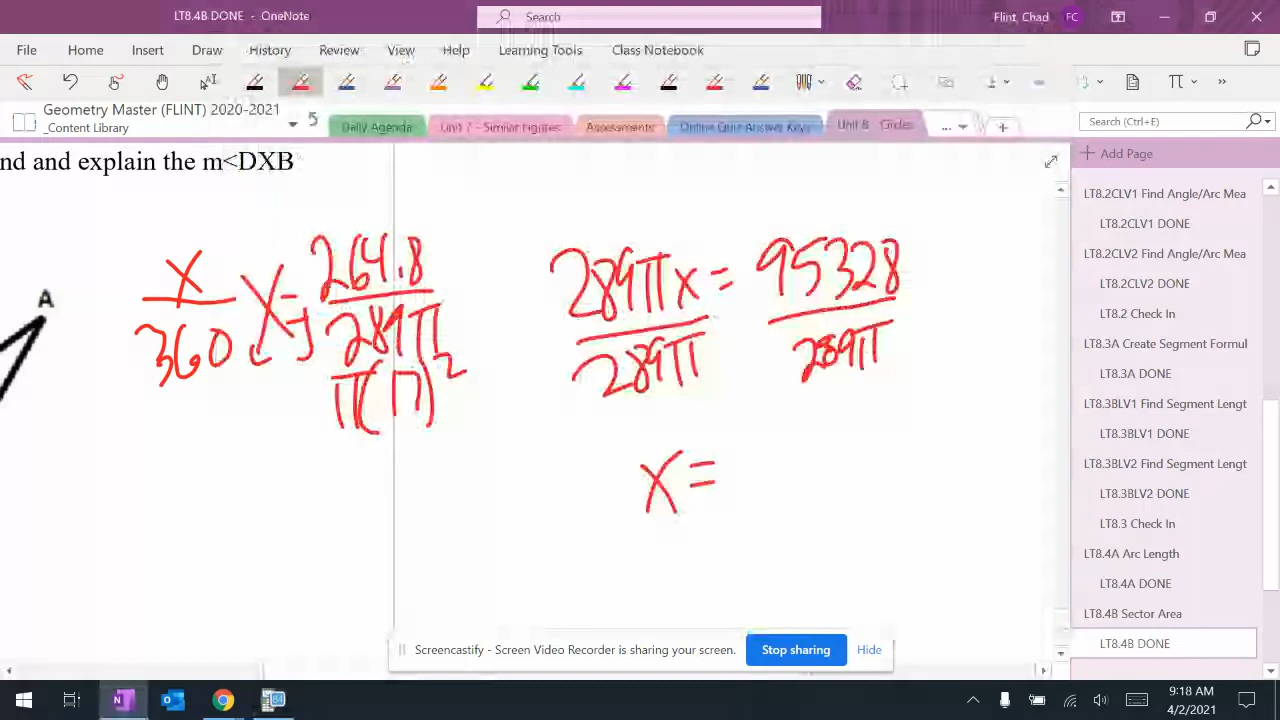 LT8.4B DONE - OneNote
Search
Flint, Chad FC
File Home Insert Draw History Review View Help Learning Tools Class Notebook
Geometry Master (FLINT) 2020-2021
_Content Library
Daily Agenda
Unit 7 - Similar Figures
Assessments
Online Quiz Answer Keys
Unit 8 Circles
...
Search (Ctrl+E)
nd and explain the m<DXB
A
x
360
=
264.8
289π
π(17)²
289πx = 95328
289π 289π
x =
Add Page
LT8.2CLV1 Find Angle/Arc Mea
LT8.2CLV1 DONE
LT8.2CLV2 Find Angle/Arc Mea
LT8.2CLV2 DONE
LT8.2 Check In
LT8.3A Create Segment Formul
LT8.3A DONE
LT8.3BLV1 Find Segment Lengt
LT8.3BLV1 DONE
LT8.3BLV2 Find Segment Lengt
LT8.3BLV2 DONE
LT8.3 Check In
LT8.4A Arc Length
LT8.4A DONE
LT8.4B Sector Area
LT8.4B DONE
Screencastify - Screen Video Recorder is sharing your screen.
Stop sharing
Hide
9:18 AM
4/2/2021